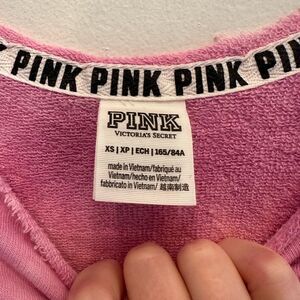 PINK PINK PINK PIN
PINK
VICTORIA'S SECRET
XS | XP | ECH | 165/84A
made in Vietnam/fabriqué au
Vietnam/hecho en Vietnam/
fabbricato in Vietnam/ 越南制造